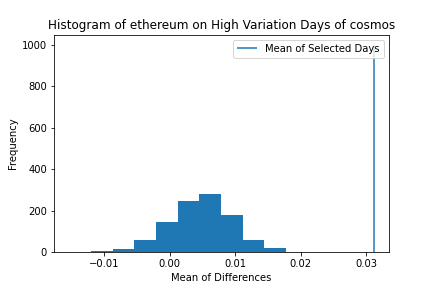 Histogram of ethereum on High Variation Days of cosmos
Mean of Selected Days
1000
800
600
400
200
0
Frequency
−0.01 0.00 0.01 0.02 0.03
Mean of Differences